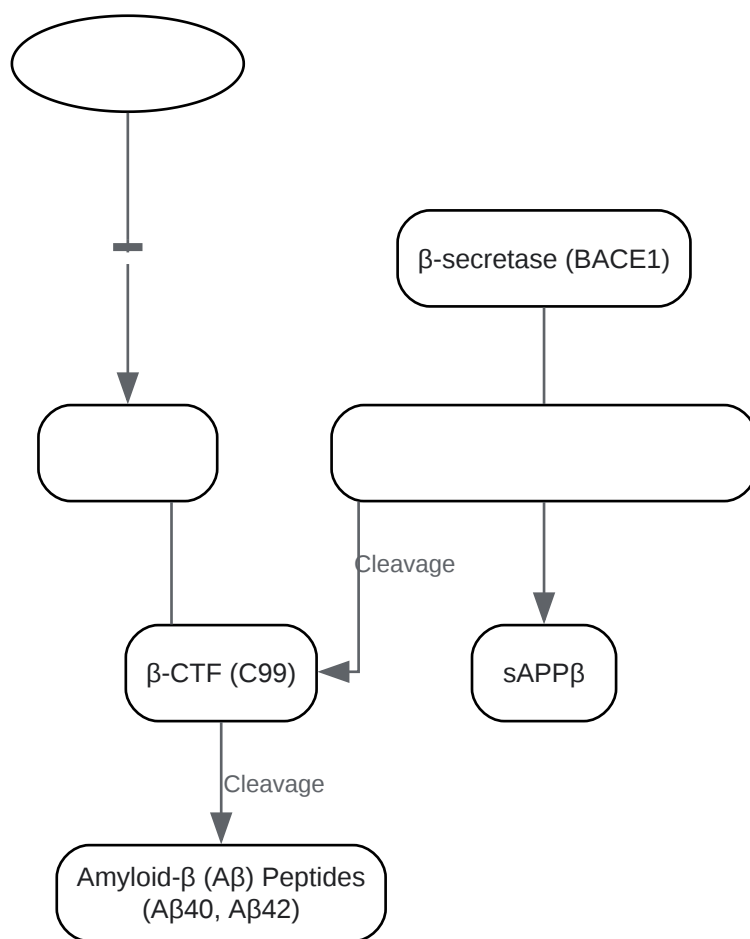 β-secretase (BACE1)
Cleavage
β-CTF (C99)
sAPPβ
Cleavage
Amyloid-β (Aβ) Peptides
(Aβ40, Aβ42)